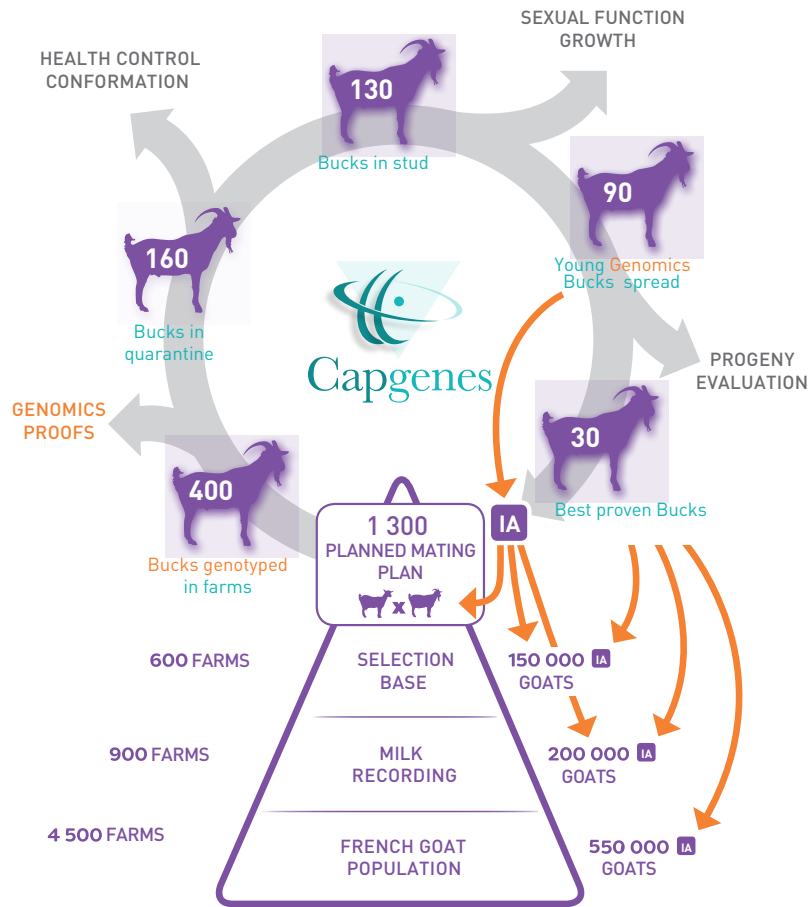 SEXUAL FUNCTION
GROWTH
HEALTH CONTROL
CONFORMATION
130
Bucks in stud
90
Young Genomics
Bucks spread
160
Bucks in
quarantine
Capgenes
PROGENY
EVALUATION
GENOMICS
PROOFS
30
Best proven Bucks
400
Bucks genotyped
in farms
1 300
PLANNED MATING
PLAN
x
IA
600 FARMS
SELECTION
BASE
150 000 IA
GOATS
900 FARMS
MILK
RECORDING
200 000 IA
GOATS
4 500 FARMS
FRENCH GOAT
POPULATION
550 000 IA
GOATS